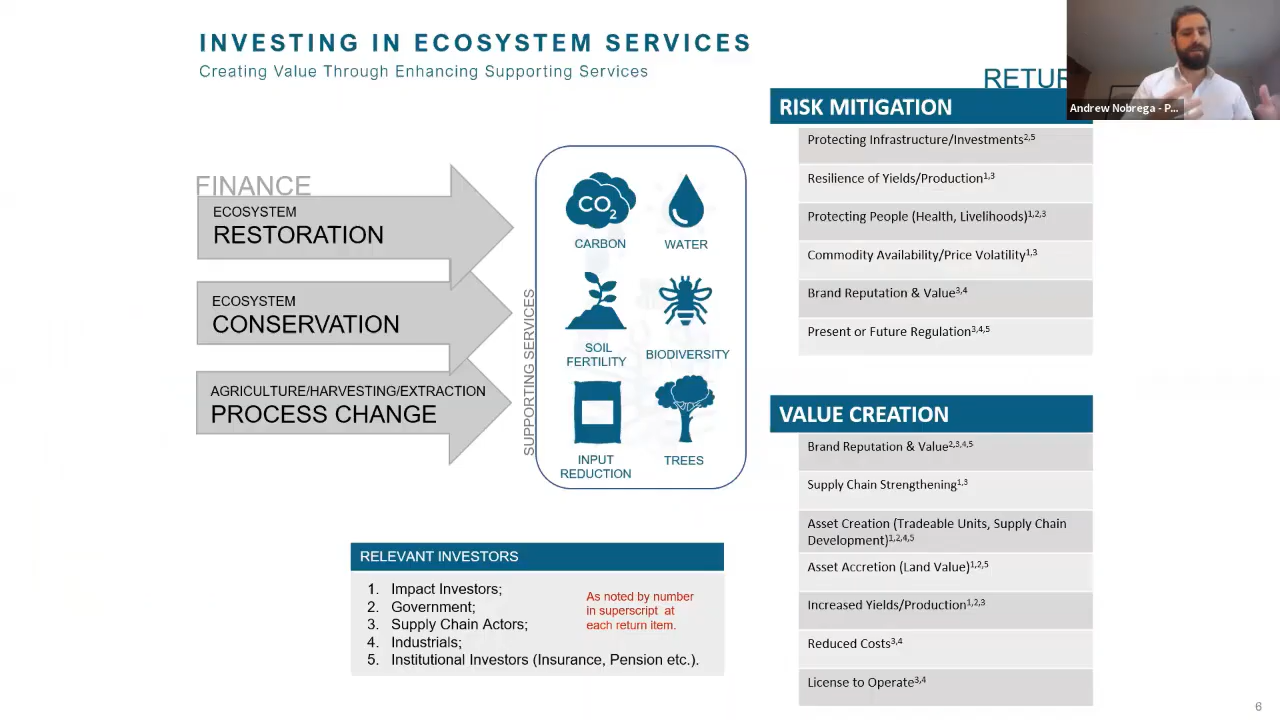 INVESTING IN ECOSYSTEM SERVICES
Creating Value Through Enhancing Supporting Services
Andrew Nobrega - P...
FINANCE
ECOSYSTEM
RESTORATION
ECOSYSTEM
CONSERVATION
AGRICULTURE/HARVESTING/EXTRACTION
PROCESS CHANGE
SUPPORTING SERVICES
CO2
CARBON
WATER
SOIL
FERTILITY
BIODIVERSITY
INPUT
REDUCTION
TREES
RISK MITIGATION
Protecting Infrastructure/Investments2,5
Resilience of Yields/Production1,3
Protecting People (Health, Livelihoods)1,2,3
Commodity Availability/Price Volatility1,3
Brand Reputation & Value3,4
Present or Future Regulation3,4,5
VALUE CREATION
Brand Reputation & Value2,3,4,5
Supply Chain Strengthening1,3
Asset Creation (Tradeable Units, Supply Chain
Development)1,2,4,5
Asset Accretion (Land Value)1,2,5
Increased Yields/Production1,2,3
Reduced Costs3,4
License to Operate3,4
RELEVANT INVESTORS
1. Impact Investors;
2. Government;
3. Supply Chain Actors;
4. Industrials;
5. Institutional Investors (Insurance, Pension etc.).
As noted by number
in superscript at
each return item.
6